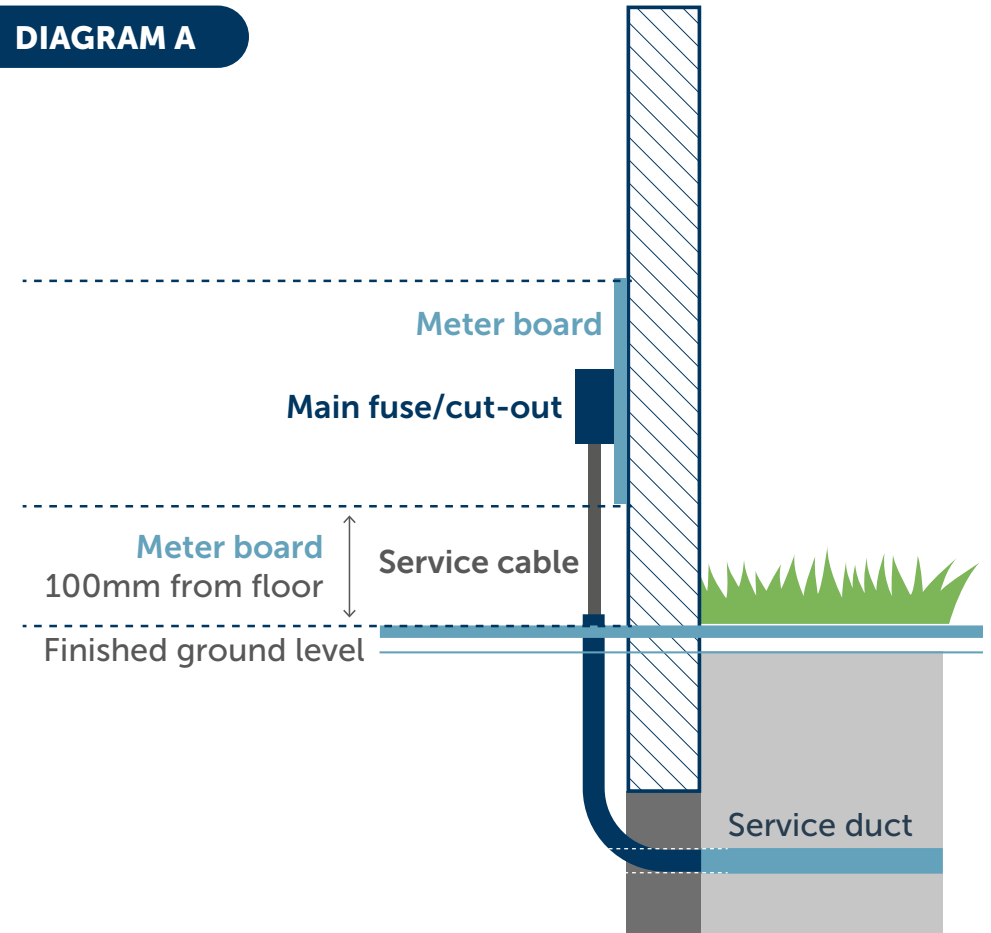 DIAGRAM A
Meter board
Main fuse/cut-out
Meter board
100mm from floor
Service cable
Finished ground level
Service duct